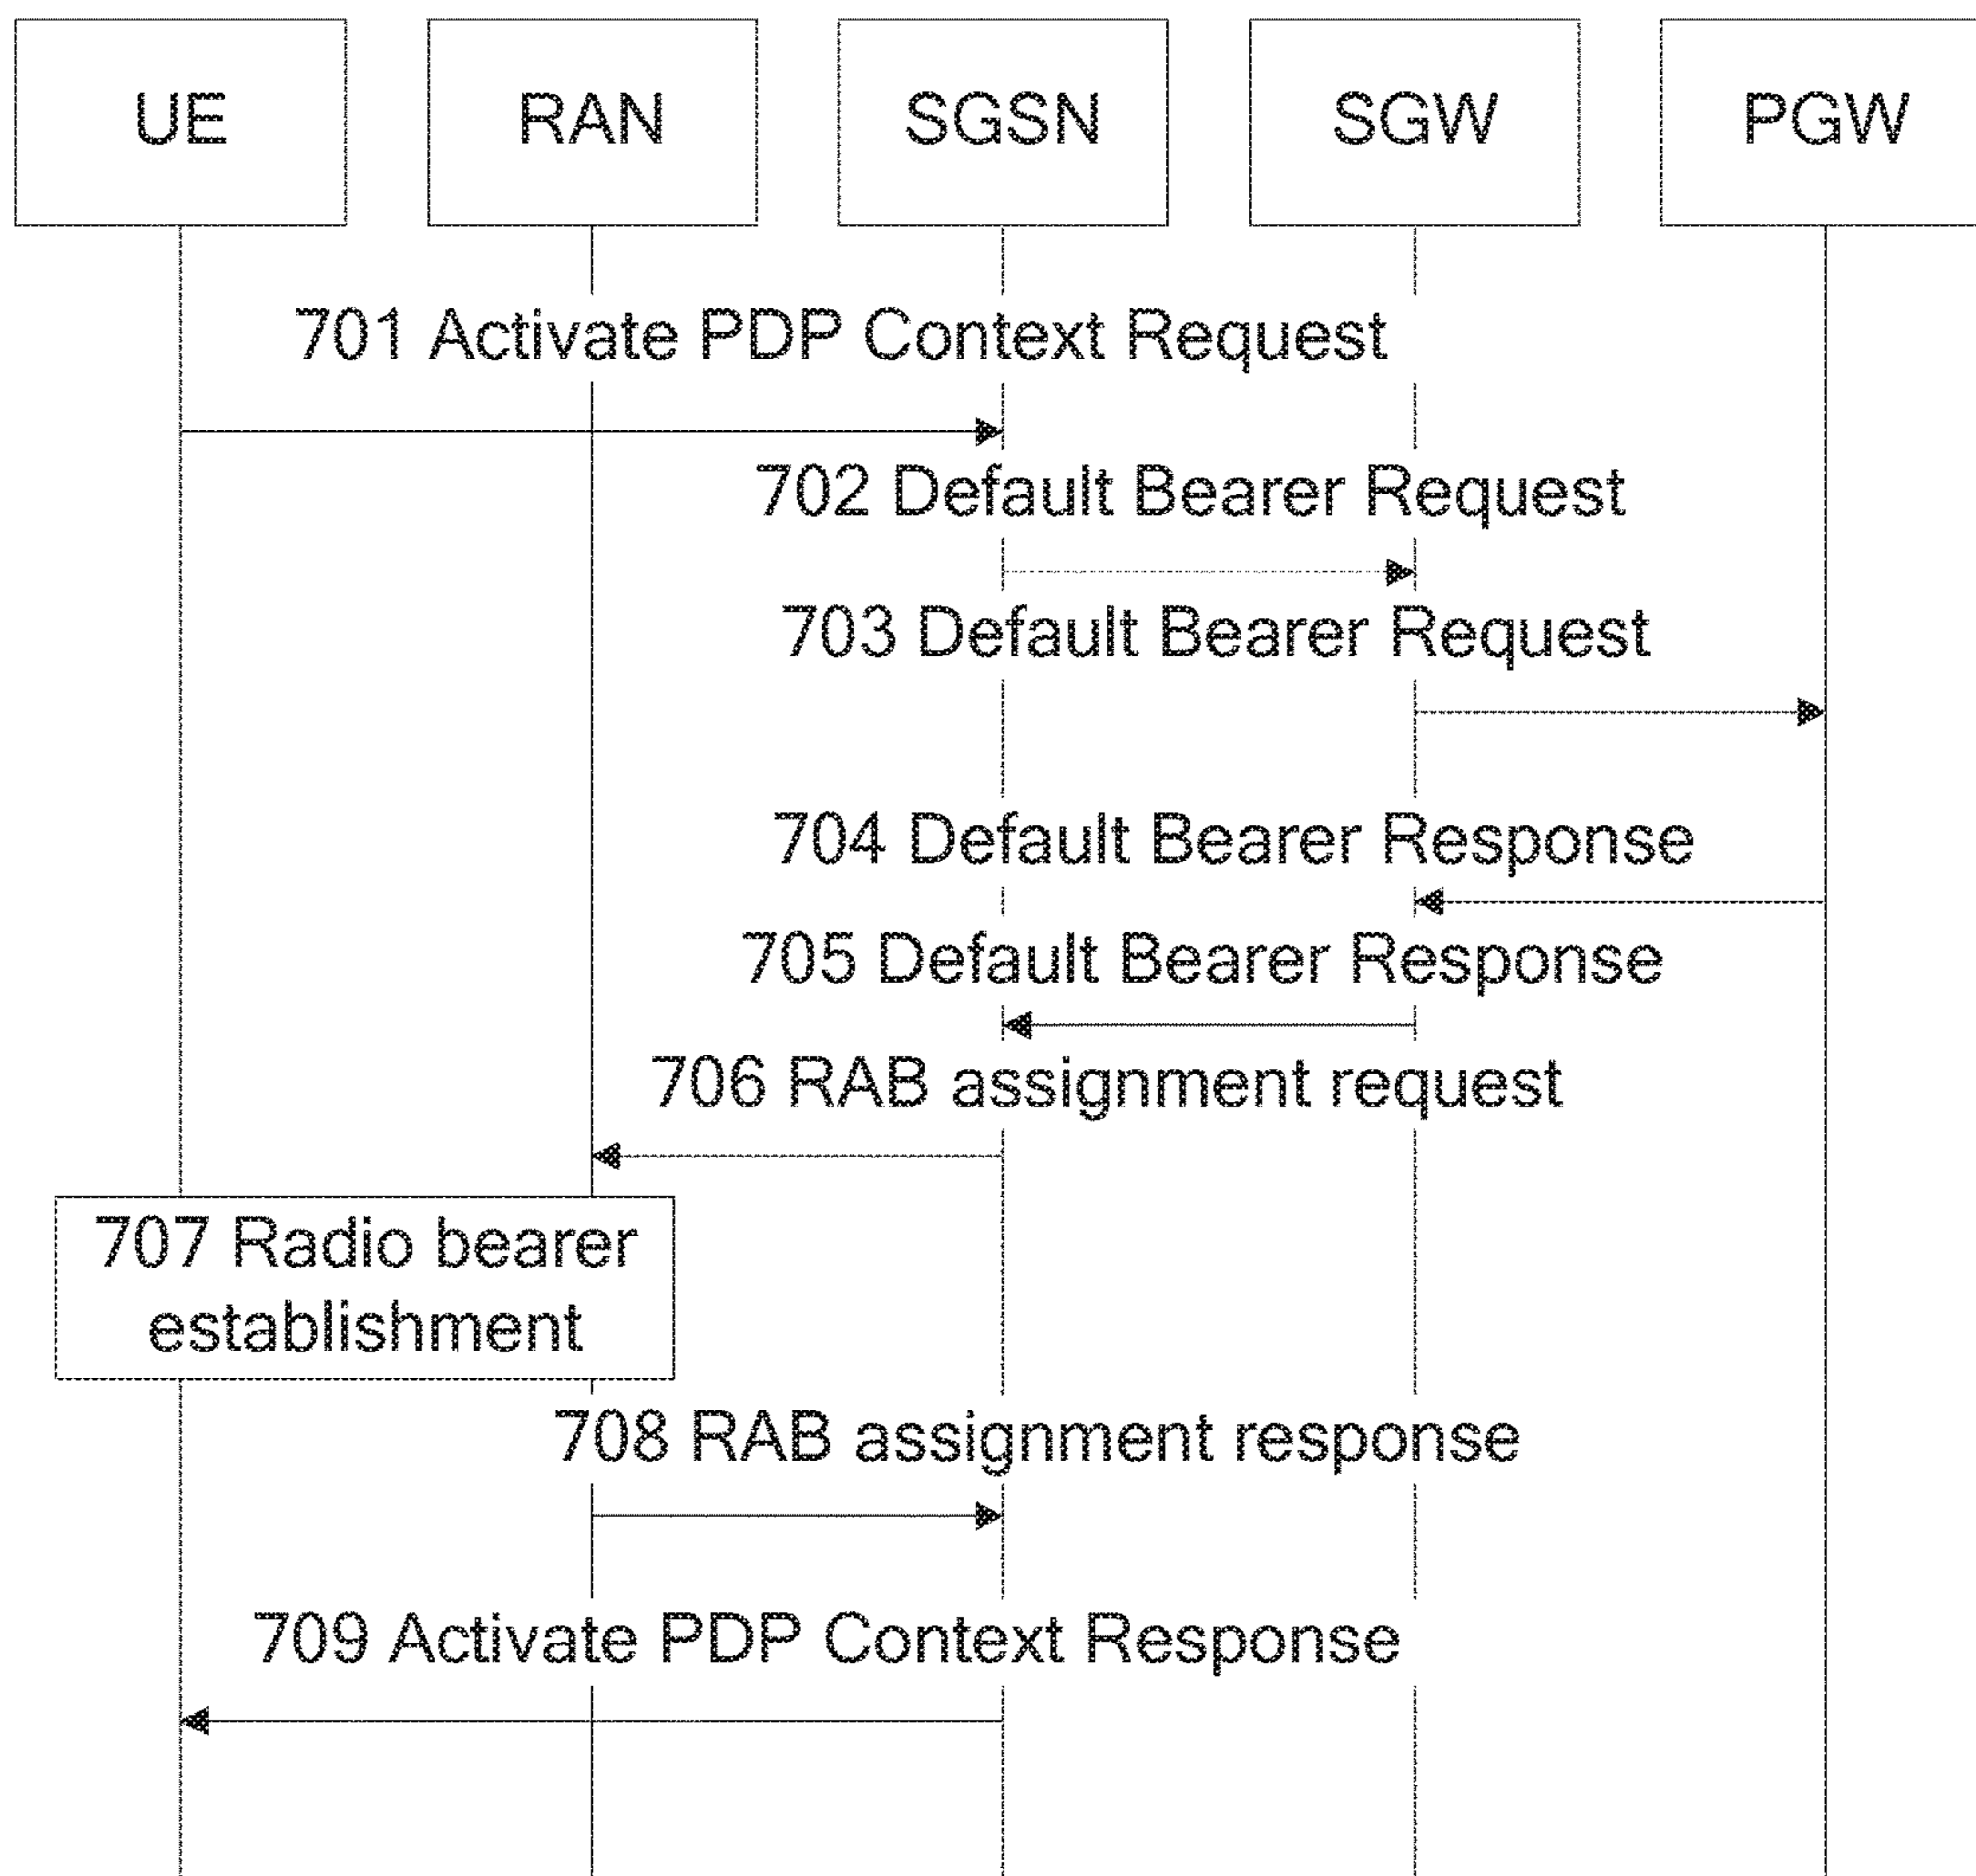 UE
RAN
SGSN
SGW
PGW
701 Activate PDP Context Request
702 Default Bearer Request
703 Default Bearer Request
704 Default Bearer Response
705 Default Bearer Response
706 RAB assignment request
707 Radio bearer
establishment
708 RAB assignment response
709 Activate PDP Context Response